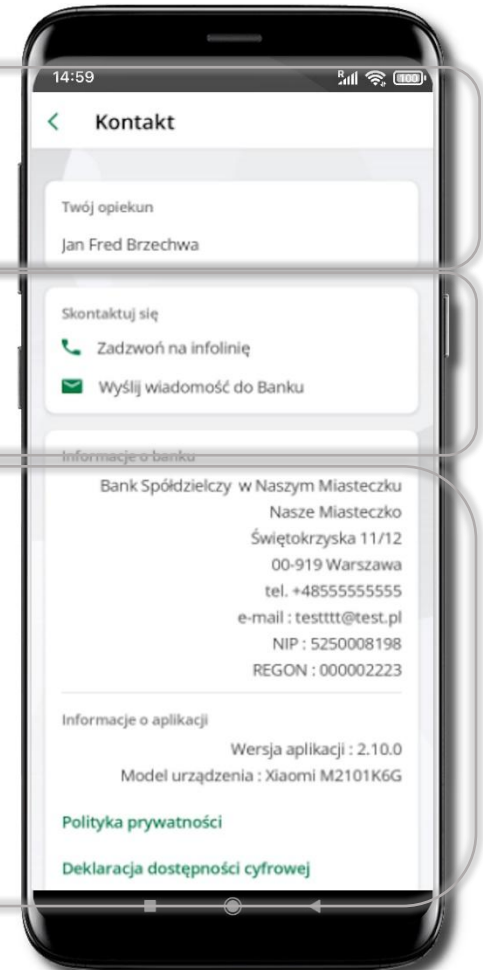 14:59
R 100
Kontakt
Twój opiekun
Jan Fred Brzechwa
Skontaktuj się
Zadzwoń na infolinię
Wyślij wiadomość do Banku
Informacje o banku
Bank Spółdzielczy w Naszym Miasteczku
Nasze Miasteczko
Świętokrzyska 11/12
00-919 Warszawa
tel. +48555555555
e-mail : testttt@test.pl
NIP : 5250008198
REGON : 000002223
Informacje o aplikacji
Wersja aplikacji : 2.10.0
Model urządzenia : Xiaomi M2101K6G
Polityka prywatności
Deklaracja dostępności cyfrowej